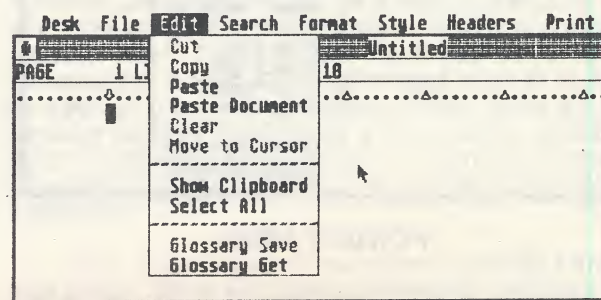 Desk File Edit Search Format Style Headers Print
Untitled
PAGE 1 LI 18
Cut
Copy
Paste
Paste Document
Clear
Move to Cursor
Show Clipboard
Select All
Glossary Save
Glossary Get